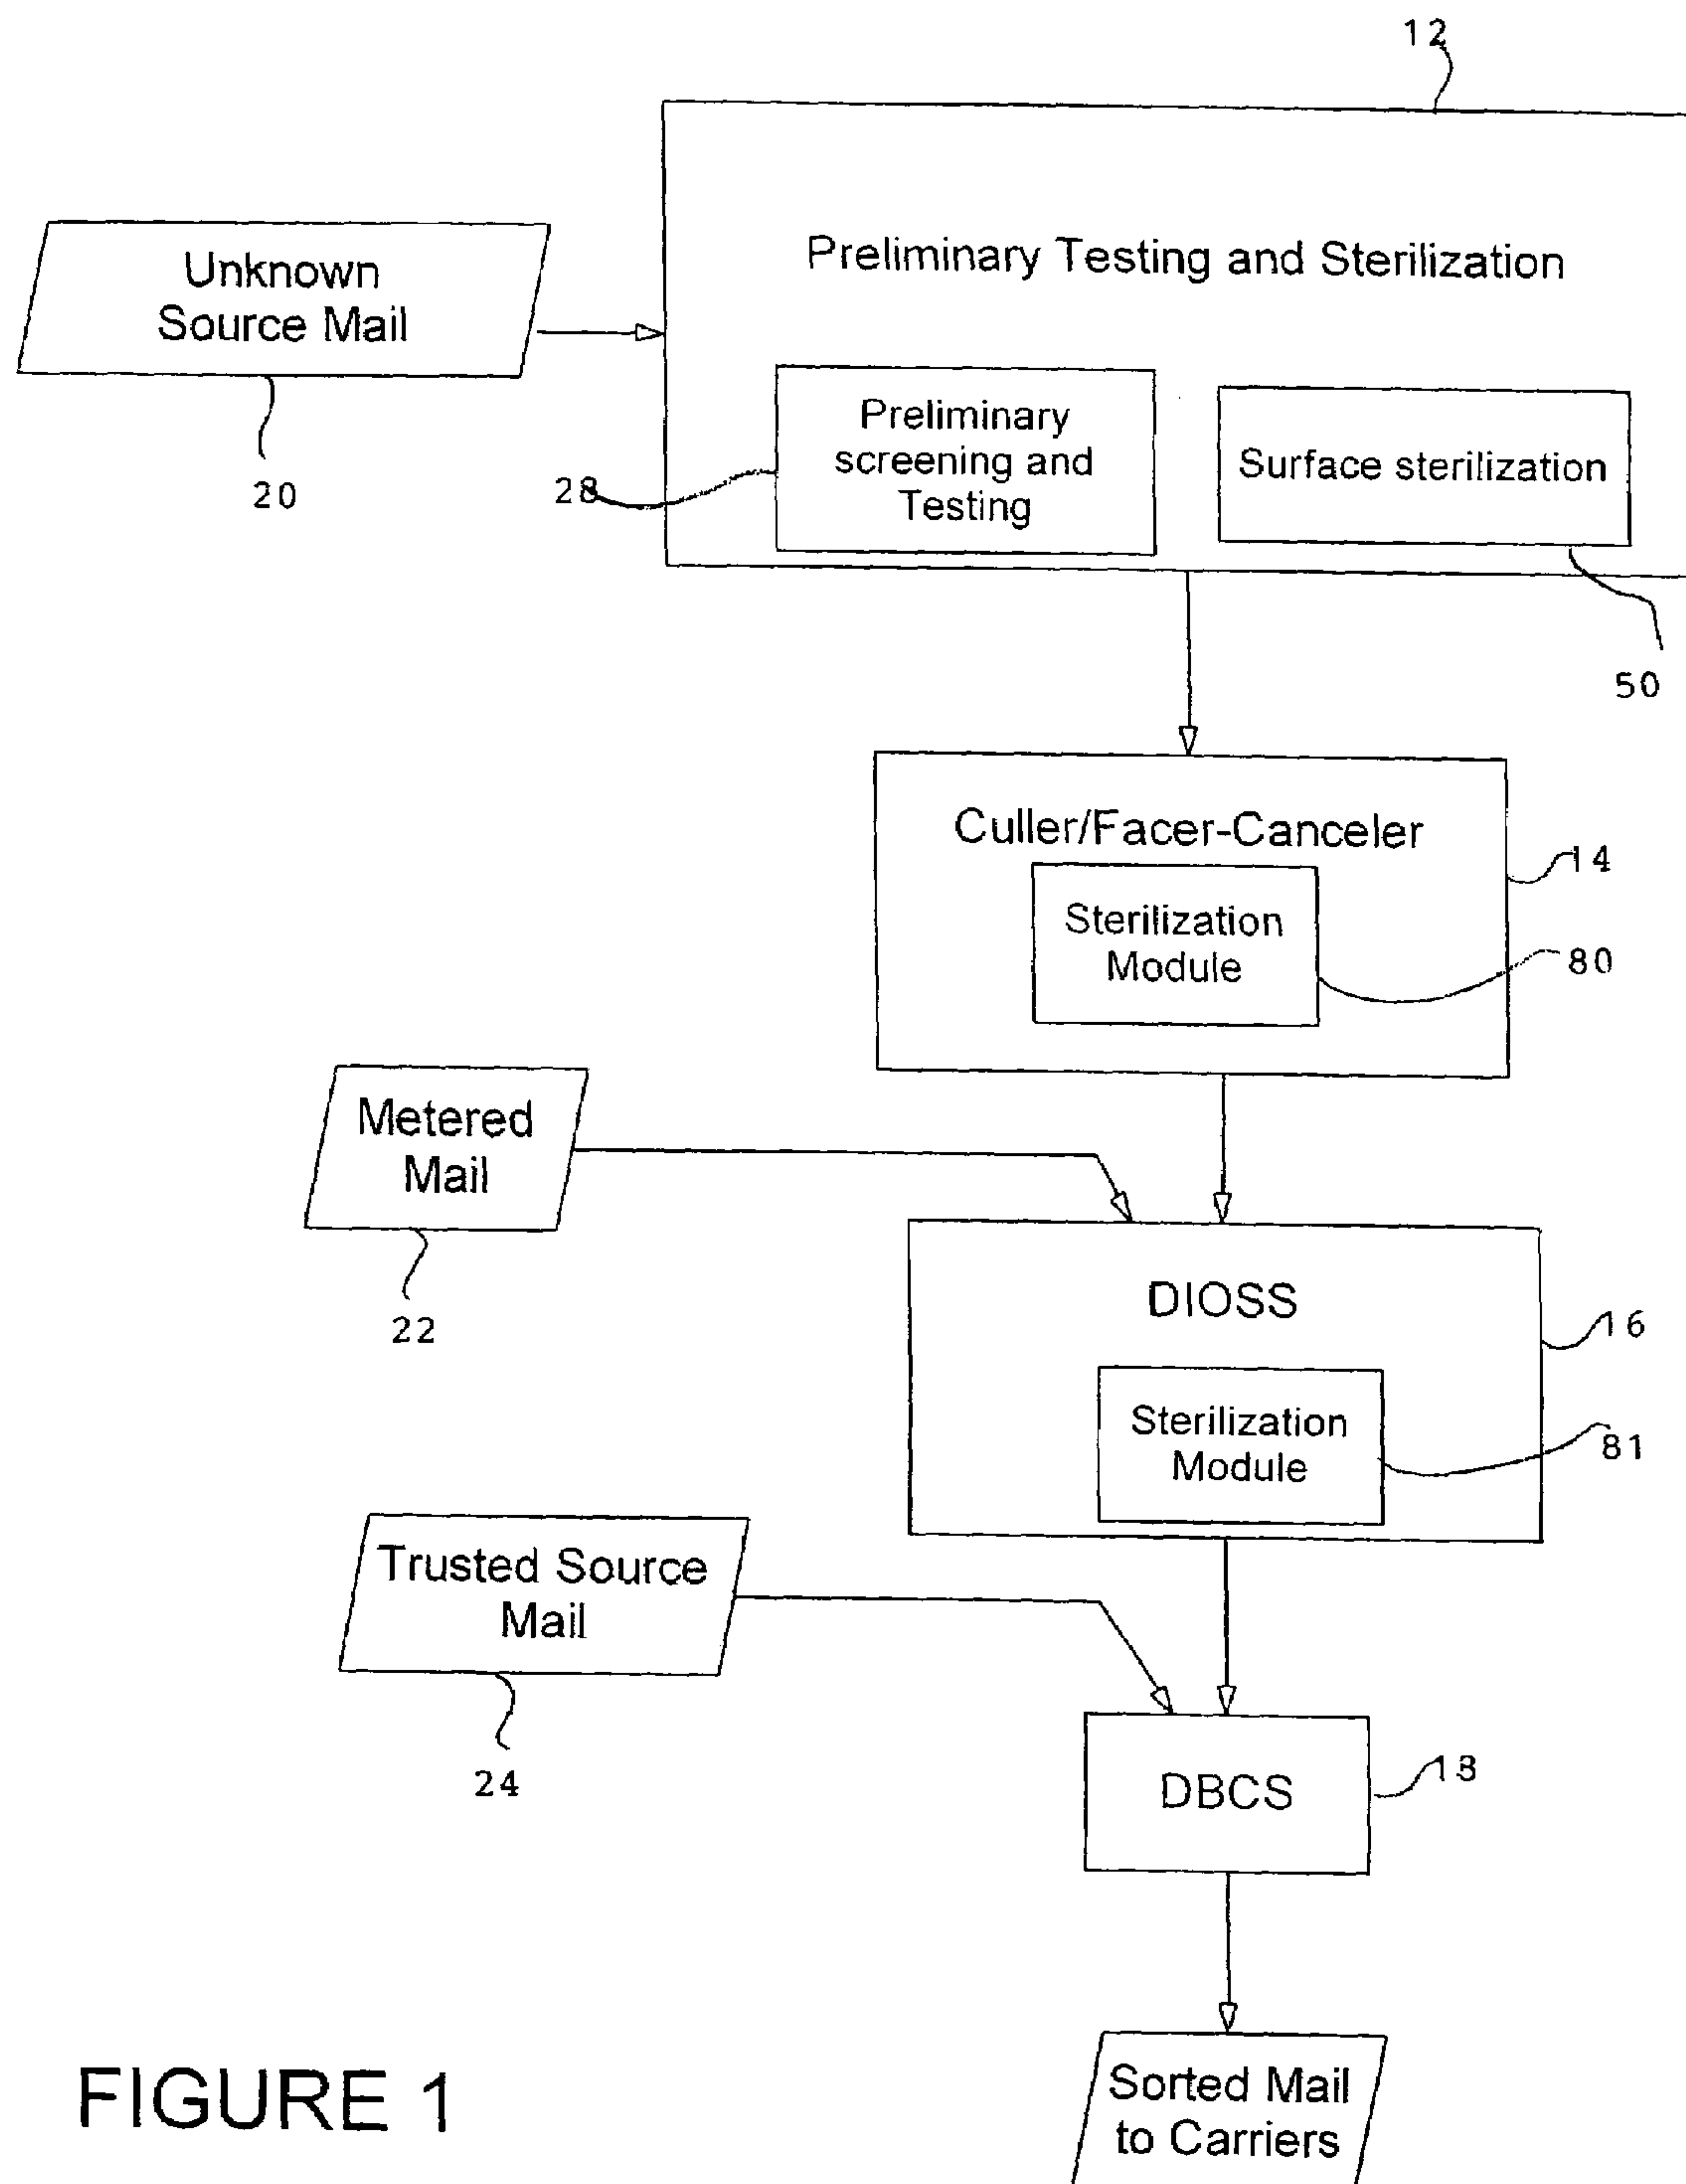 12
Preliminary Testing and Sterilization
Unknown
Source Mail
20
Preliminary
screening and
Testing
28
Surface sterilization
50
Culler/Facer-Canceler
14
Sterilization
Module
80
Metered
Mail
22
DIOSS
16
Sterilization
Module
81
Trusted Source
Mail
24
DBCS
18
Sorted Mail
to Carriers
FIGURE 1